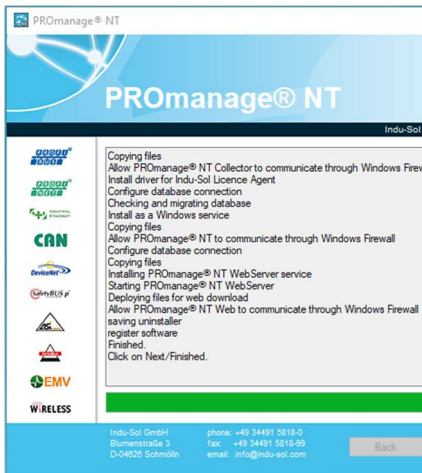 PROmanage® NT
PROmanage® NT
Indu-Sol
Copying files
Allow PROmanage® NT Collector to communicate through Windows Firew
Install driver for Indu-Sol Licence Agent
Configure database connection
Checking and migrating database
Install as a Windows service
Copying files
Allow PROmanage® NT to communicate through Windows Firewall
Configure database connection
Copying files
Installing PROmanage® NT WebServer service
Starting PROmanage® NT WebServer
Deploying files for web download
Allow PROmanage® NT Web to communicate through Windows Firewall
saving uninstaller
register software
Finished.
Click on Next/Finished.
INDUSTRIAL
ETHERNET
CAN
DeviceNet
SafetyBUS p
EMV
WiRELESS
Indu-Sol GmbH
Blumenstraße 3
D-04626 Schmölln
phone: +49 34491 5818-0
fax: +49 34491 5818-99
email: info@indu-sol.com
Back